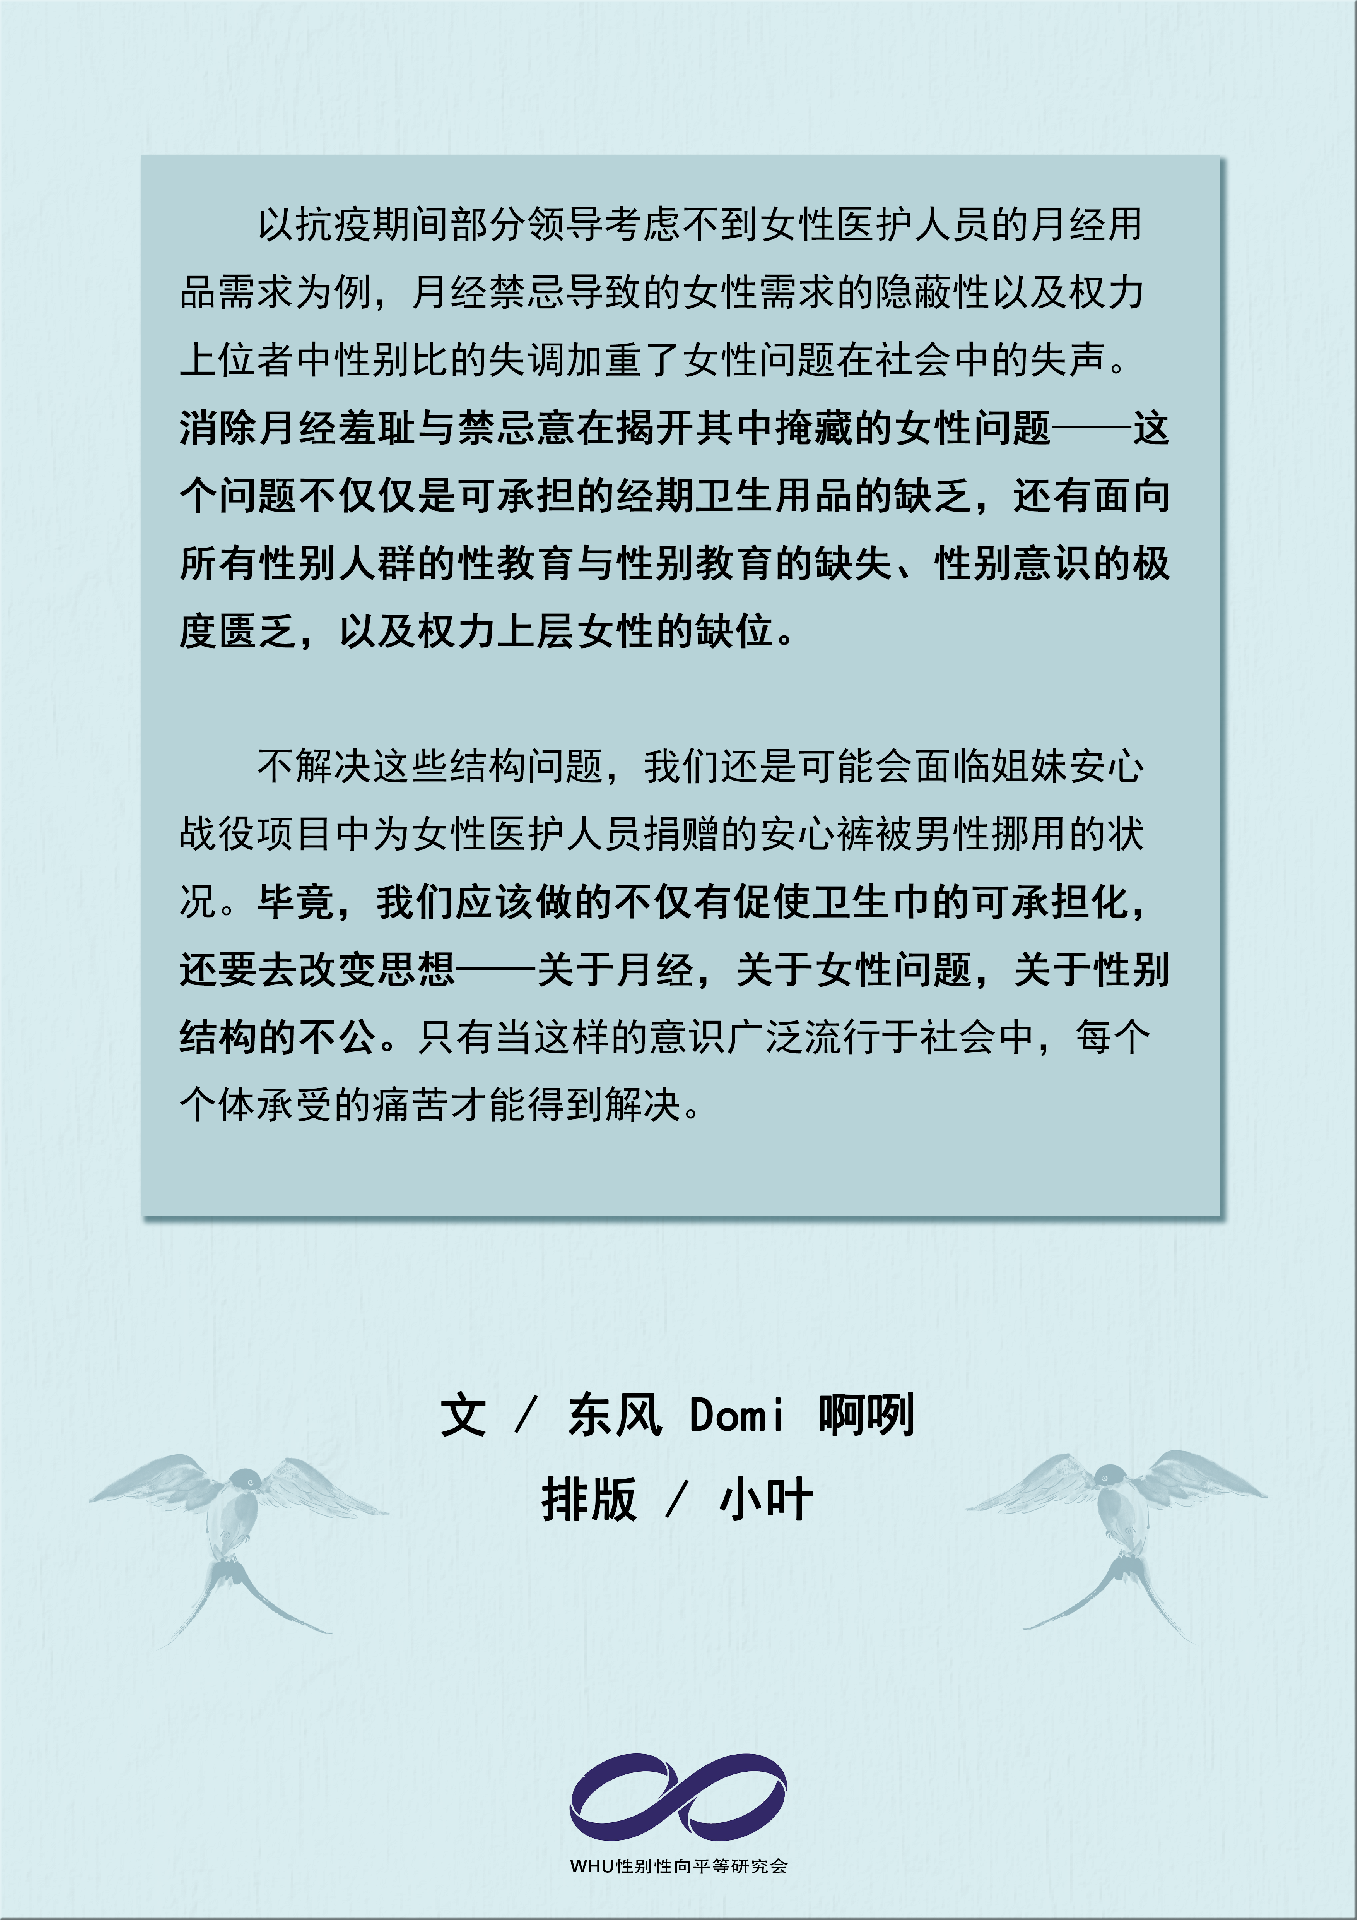 以抗疫期间部分领导考虑不到女性医护人员的月经用
品需求为例，月经禁忌导致的女性需求的隐蔽性以及权力
上位者中性别比的失调加重了女性问题在社会中的失声。
消除月经羞耻与禁忌意在揭开其中掩藏的女性问题——这
个问题不仅仅是可承担的经期卫生用品的缺乏，还有面向
所有性别人群的性教育与性别教育的缺失、性别意识的极
度匮乏，以及权力上层女性的缺位。
不解决这些结构问题，我们还是可能会面临姐妹安心
战役项目中为女性医护人员捐赠的安心裤被男性挪用的状
况。毕竟，我们应该做的不仅有促使卫生巾的可承担化，
还要去改变思想——关于月经，关于女性问题，关于性别
结构的不公。只有当这样的意识广泛流行于社会中，每个
个体承受的痛苦才能得到解决。
文 / 东风 Domi 啊咧
排版 / 小叶
WHU性别性向平等研究会